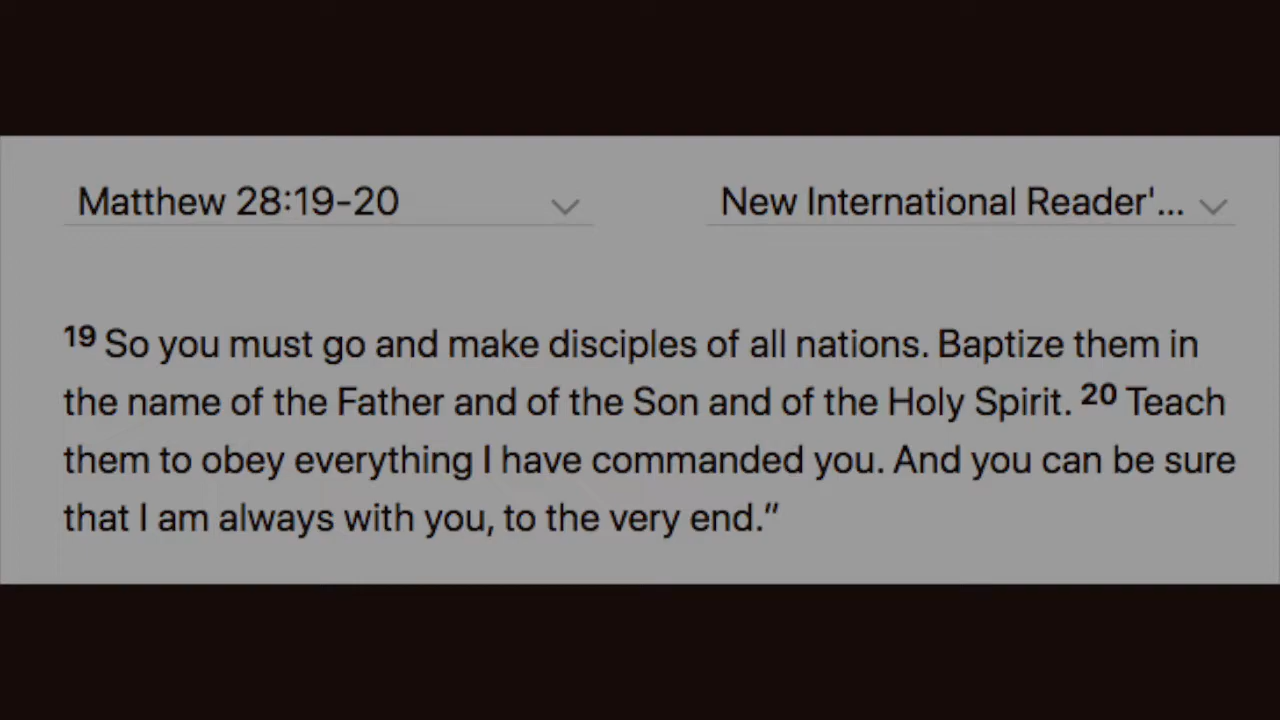 Matthew 28:19-20
New International Reader'...
19 So you must go and make disciples of all nations. Baptize them in
the name of the Father and of the Son and of the Holy Spirit. 20 Teach
them to obey everything I have commanded you. And you can be sure
that I am always with you, to the very end.”